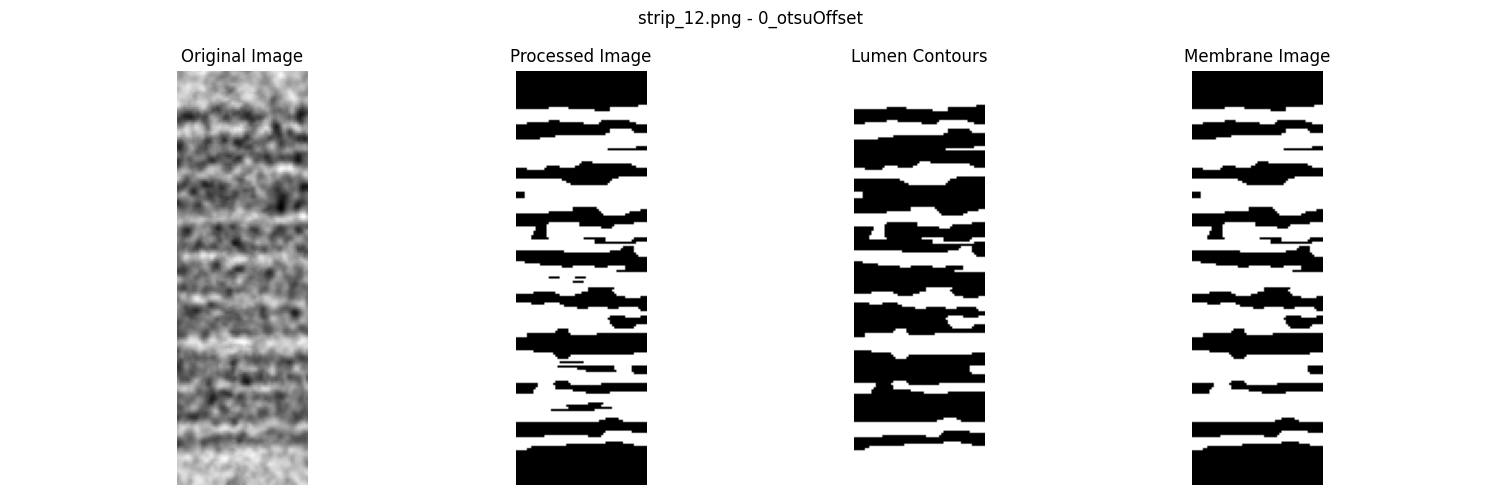 strip_12.png - 0_otsuOffset
Original Image
Processed Image
Lumen Contours
Membrane Image